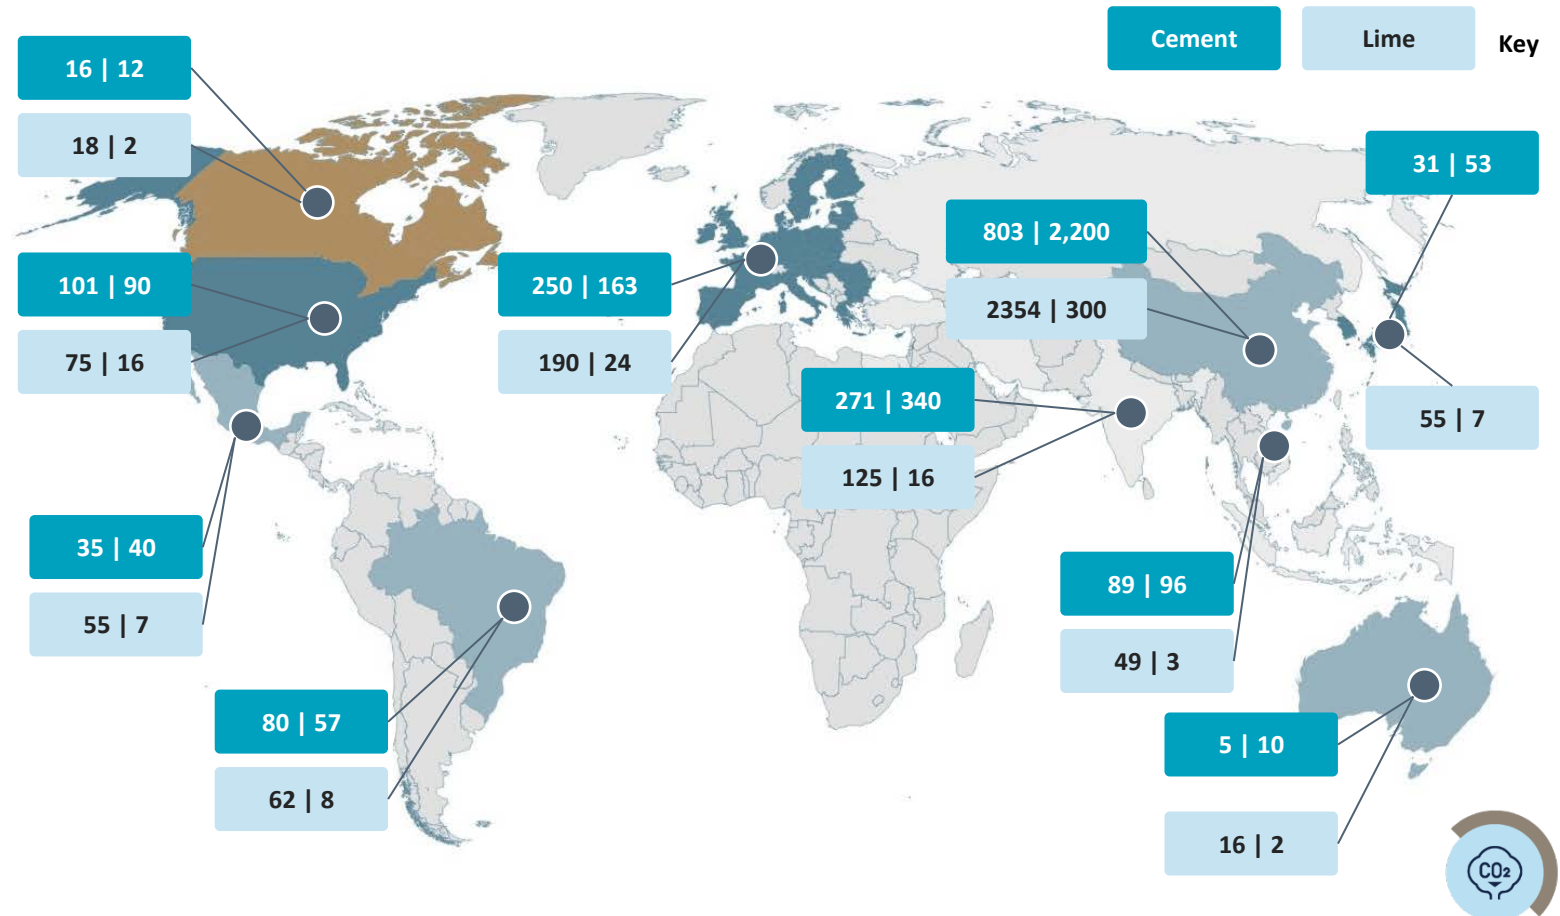 Cement
Lime
Key
16 | 12
18 | 2
31 | 53
803 | 2,200
101 | 90
250 | 163
2354 | 300
75 | 16
190 | 24
271 | 340
55 | 7
125 | 16
35 | 40
89 | 96
55 | 7
49 | 3
80 | 57
5 | 10
62 | 8
16 | 2
CO2